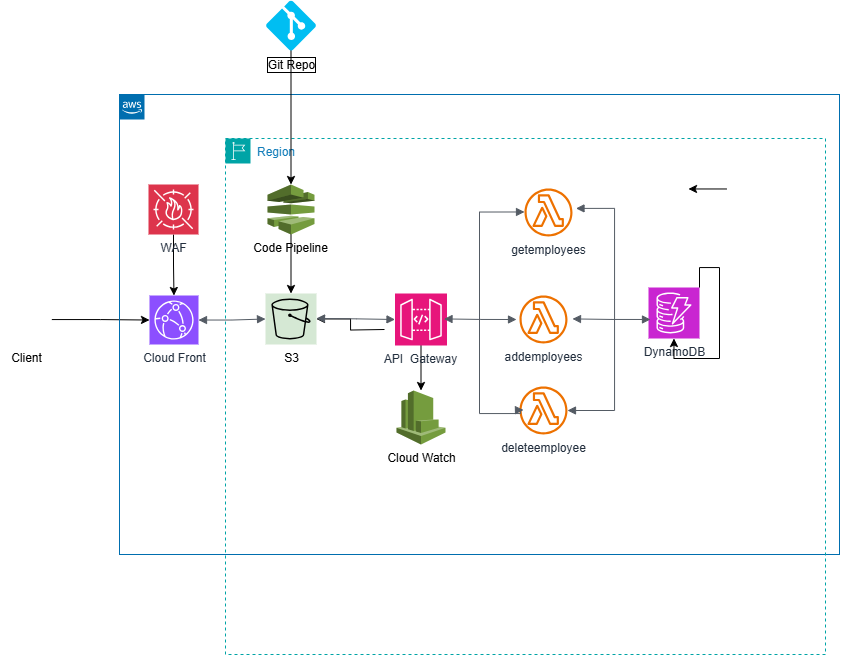 Git Repo
aws
Region
WAF
Code Pipeline
getemployees
Client
Cloud Front
S3
API Gateway
addemployees
DynamoDB
Cloud Watch
deleteemployee